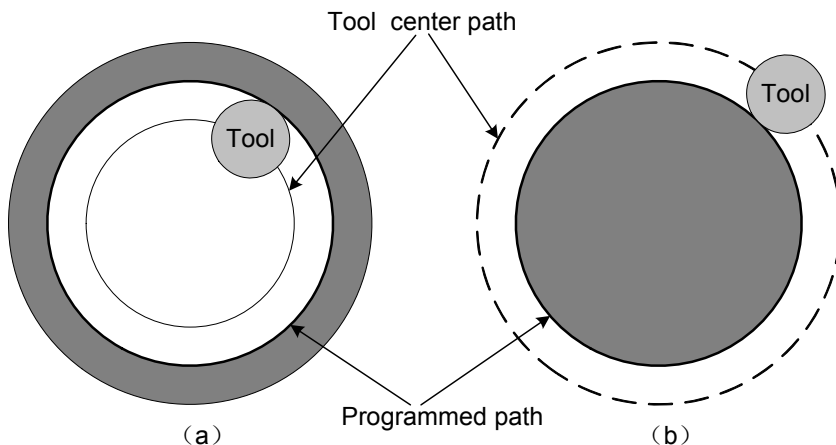 Tool center path
Tool
Tool
Programmed path
（a）
（b）